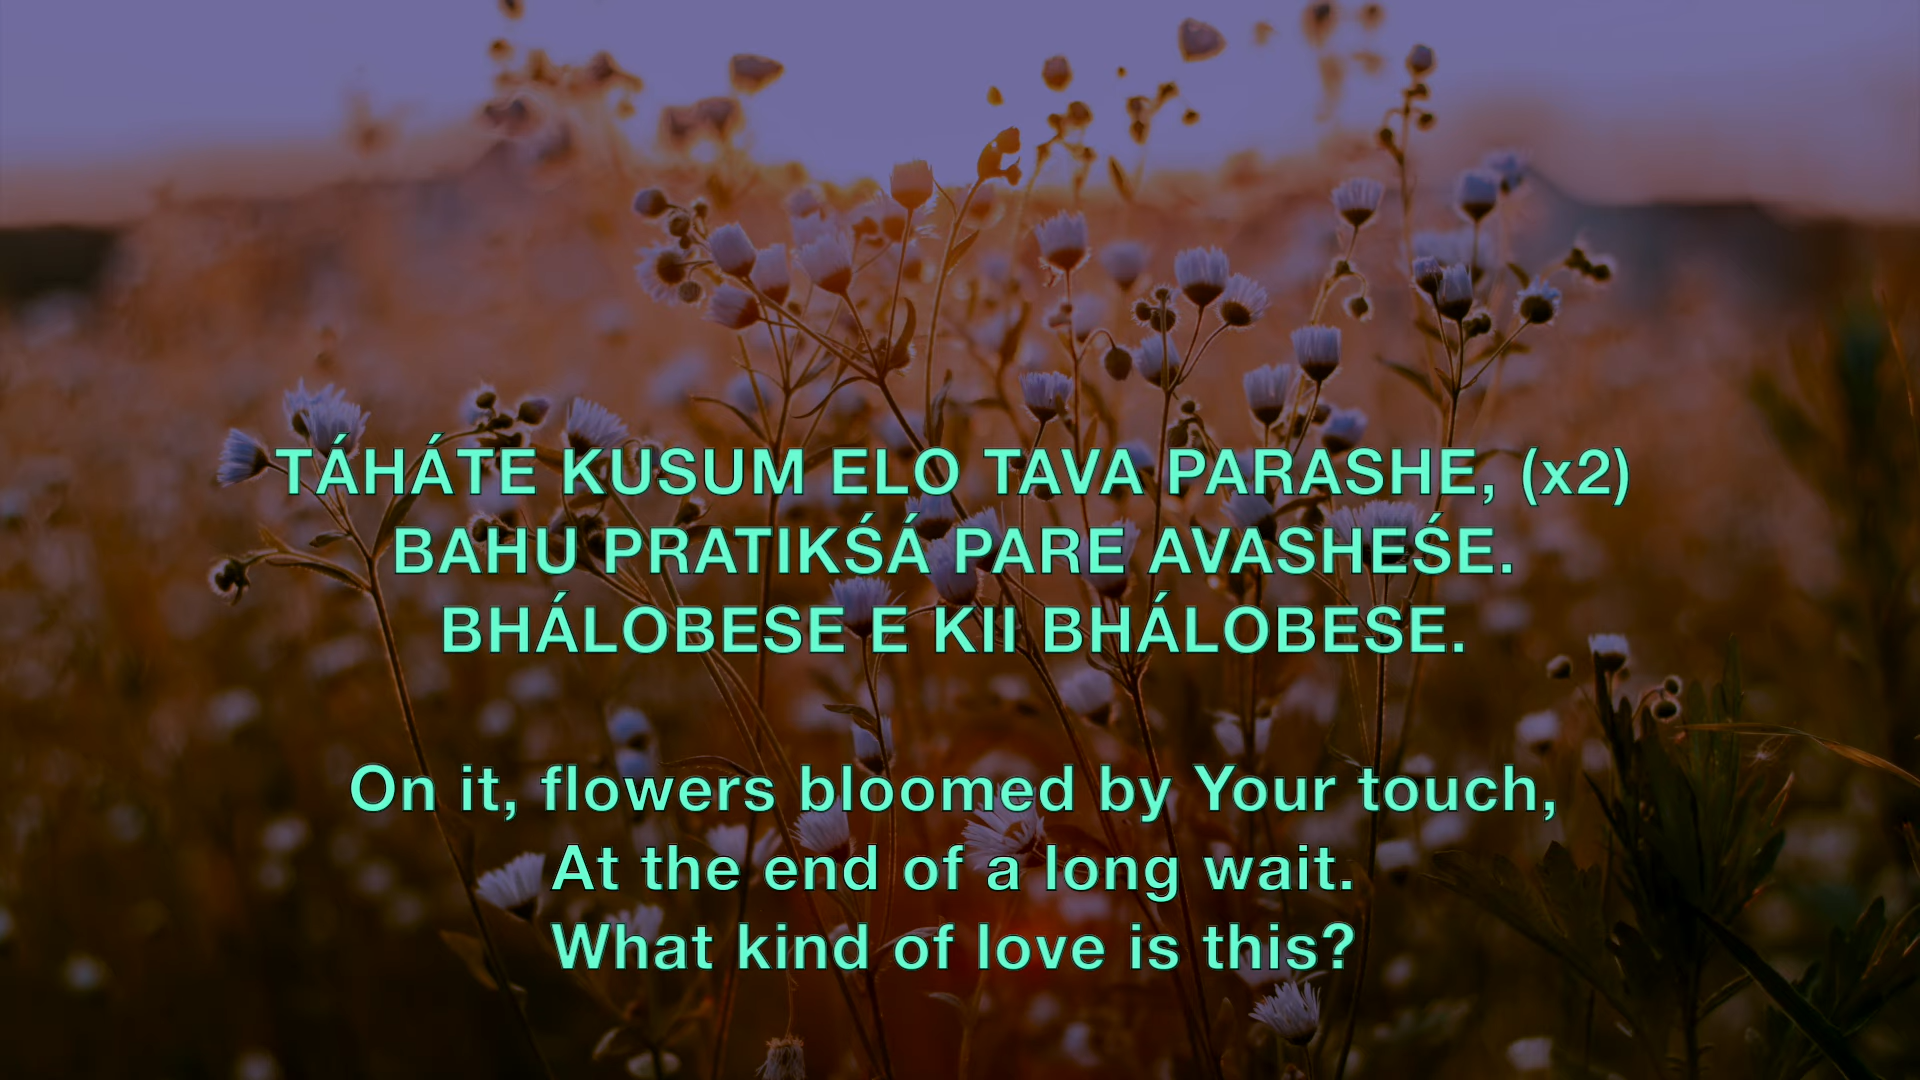 TÁHÁTE KUSUM ELO TAVA PARASHE, (x2)
BAHU PRATIKŚÁ PARE AVASHEŚE.
BHÁLOBESE E KII BHÁLOBESE.
On it, flowers bloomed by Your touch,
At the end of a long wait.
What kind of love is this?